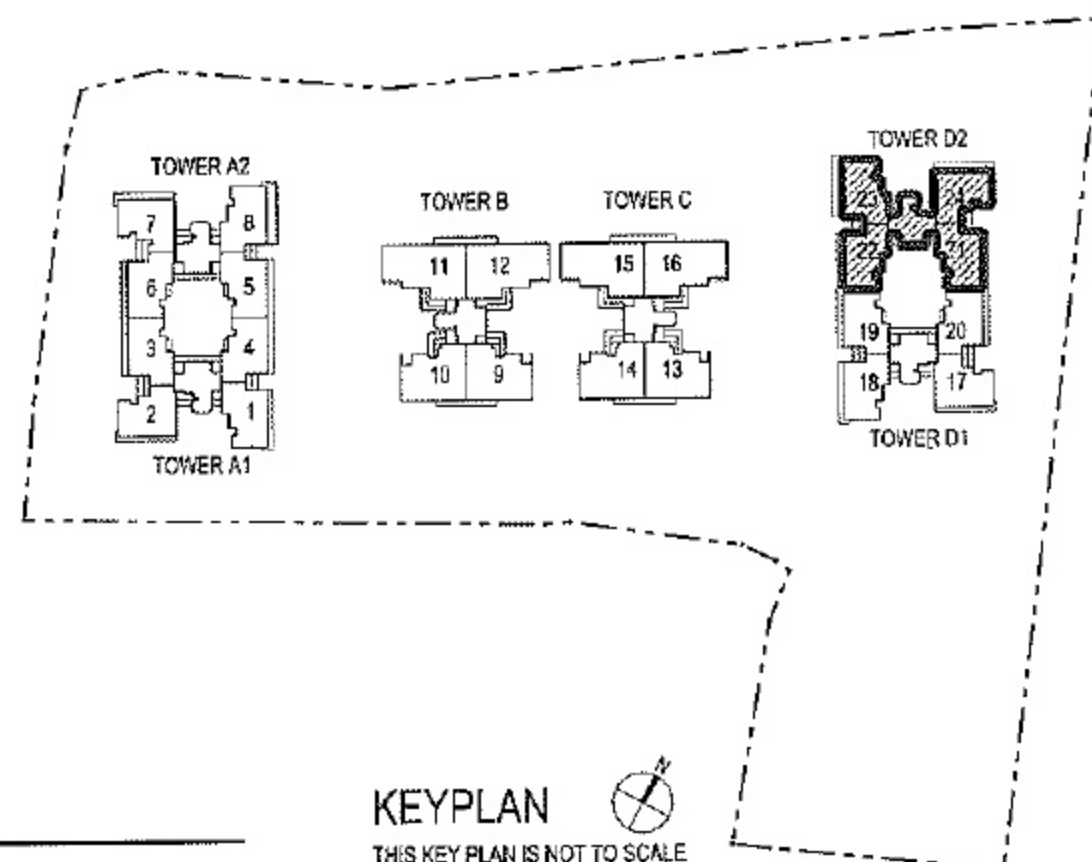 TOWER A2
7 8
6 5
3 4
2 1
TOWER A1
TOWER B
11 12
10 9
TOWER C
15 16
14 13
TOWER D2
23 24
22 21
19 20
18 17
TOWER D1
N
KEYPLAN
THIS KEY PLAN IS NOT TO SCALE